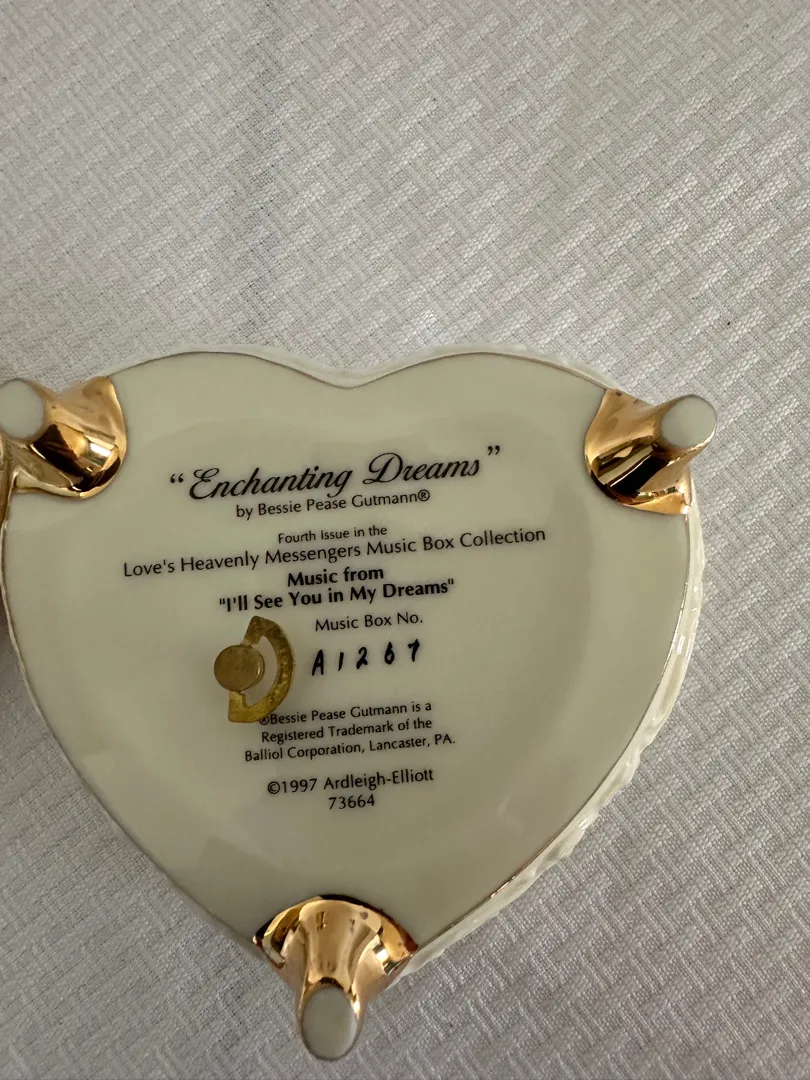 “Enchanting Dreams”
by Bessie Pease Gutmann®
Fourth Issue in the
Love's Heavenly Messengers Music Box Collection
Music from
"I'll See You in My Dreams"
Music Box No.
A1267
®Bessie Pease Gutmann is a
Registered Trademark of the
Balliol Corporation, Lancaster, PA.
©1997 Ardleigh-Elliott
73664